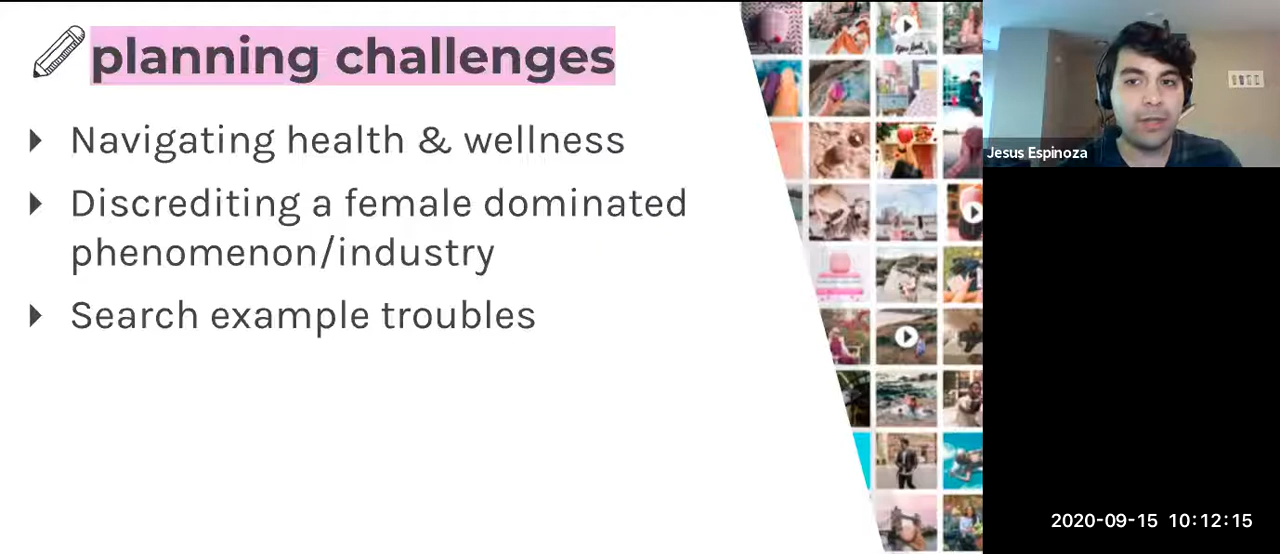 planning challenges
Navigating health & wellness
Discrediting a female dominated
phenomenon/industry
Search example troubles
Jesus Espinoza
2020-09-15 10:12:15